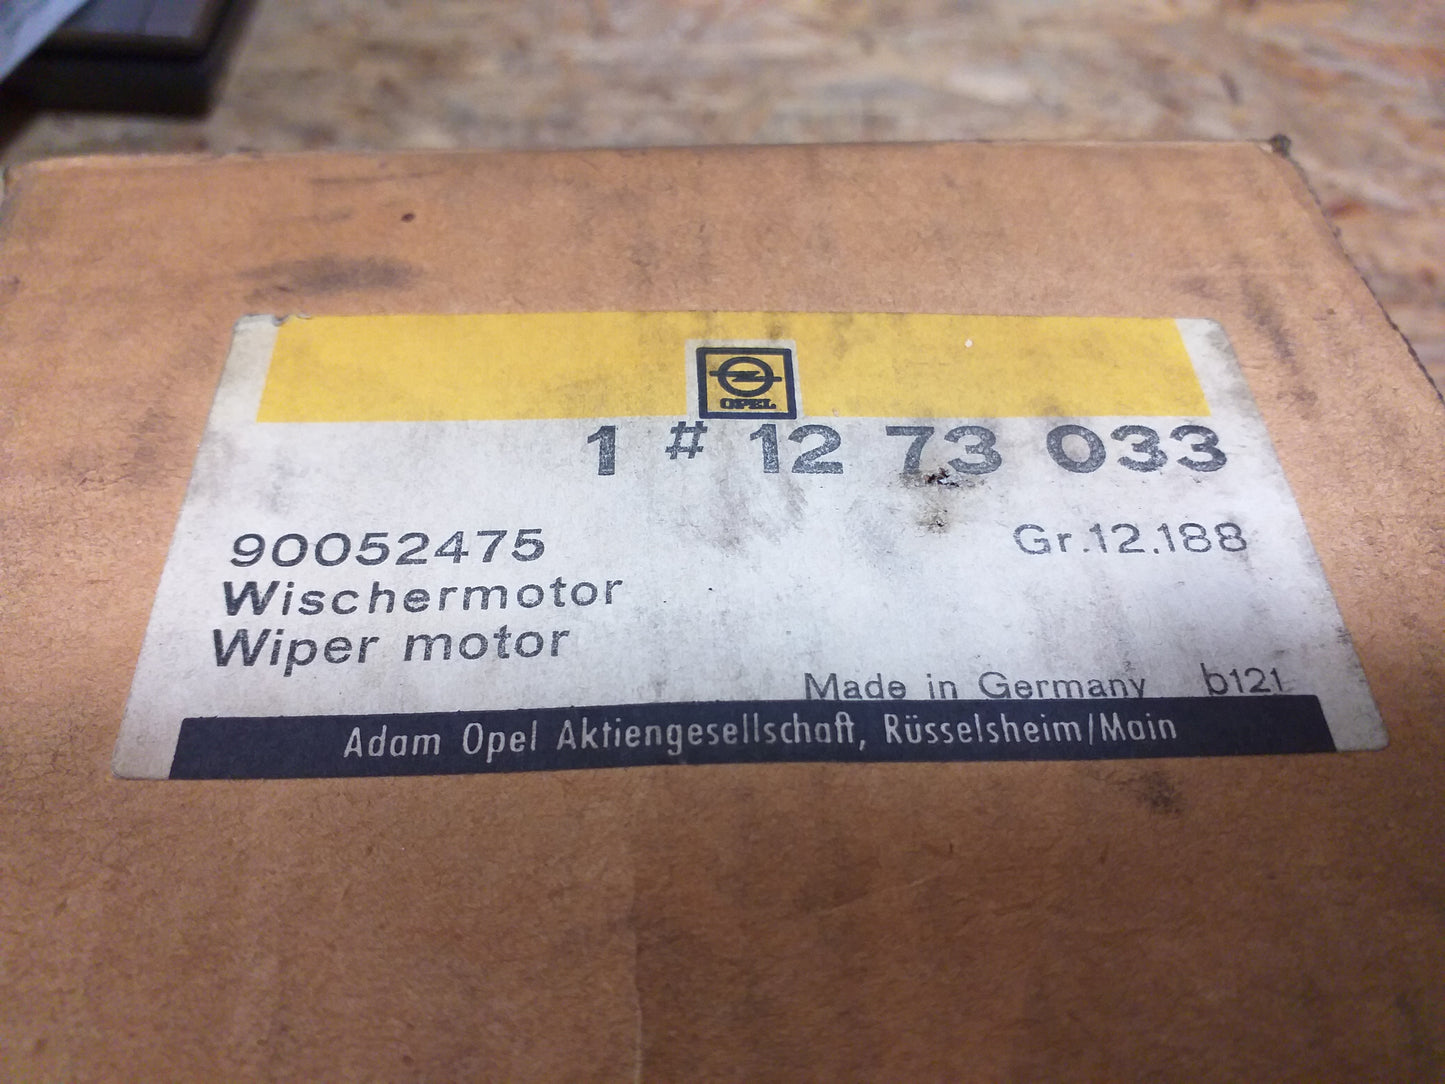 OPEL
1 # 12 73 033
90052475 Gr.12.188
Wischermotor
Wiper motor
Made in Germany b121
Adam Opel Aktiengesellschaft, Rüsselsheim/Main